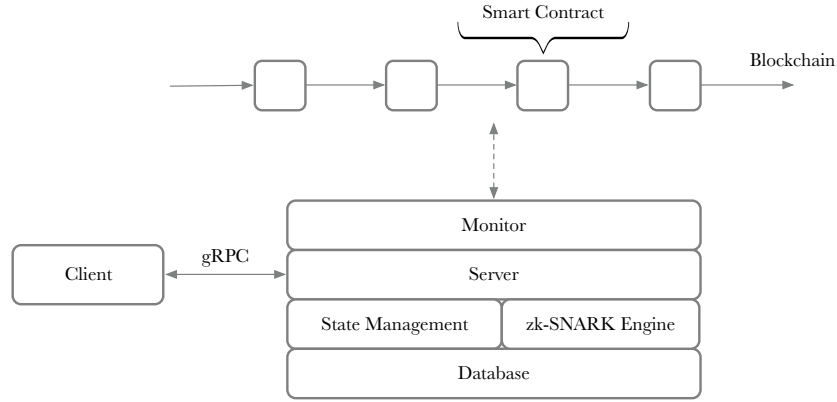 Smart Contract
Blockchain
Monitor
Client
gRPC
Server
State Management
zk-SNARK Engine
Database